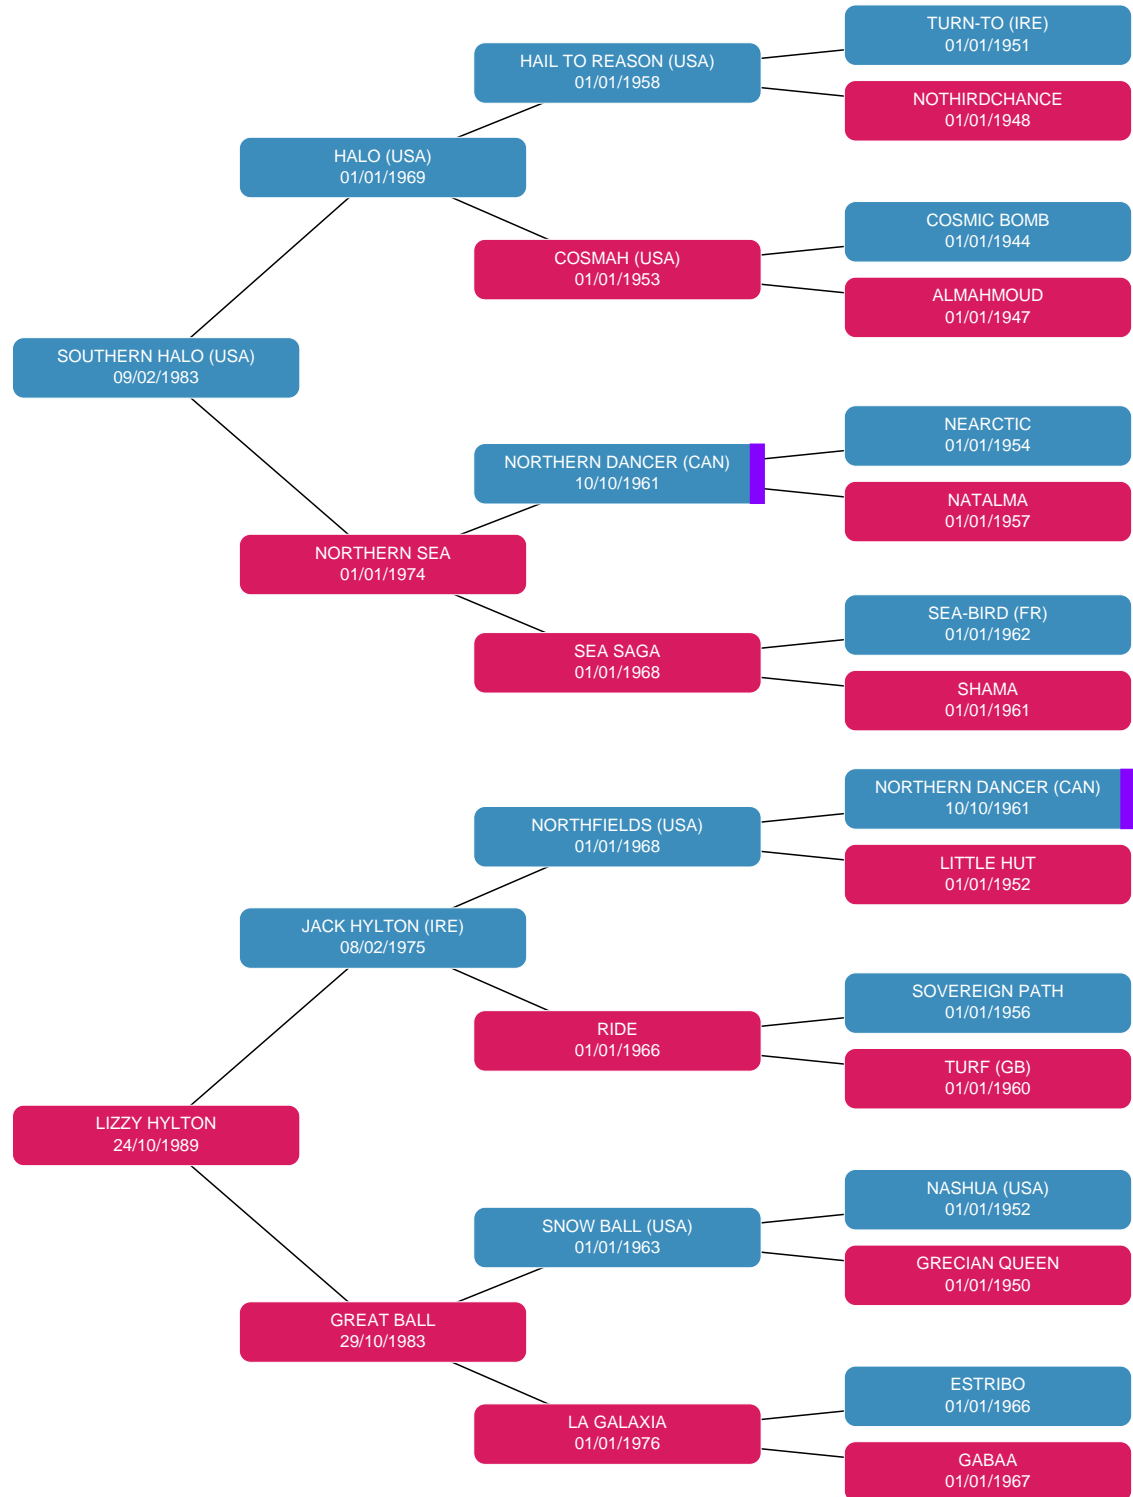 TURN-TO (IRE)
01/01/1951
HAIL TO REASON (USA)
01/01/1958
NOTHIRDCHANCE
01/01/1948
HALO (USA)
01/01/1969
COSMIC BOMB
01/01/1944
COSMAH (USA)
01/01/1953
ALMAHMOUD
01/01/1947
SOUTHERN HALO (USA)
09/02/1983
NEARCTIC
01/01/1954
NORTHERN DANCER (CAN)
10/10/1961
NATALMA
01/01/1957
NORTHERN SEA
01/01/1974
SEA-BIRD (FR)
01/01/1962
SEA SAGA
01/01/1968
SHAMA
01/01/1961
NORTHERN DANCER (CAN)
10/10/1961
NORTHFIELDS (USA)
01/01/1968
LITTLE HUT
01/01/1952
JACK HYLTON (IRE)
08/02/1975
SOVEREIGN PATH
01/01/1956
RIDE
01/01/1966
TURF (GB)
01/01/1960
LIZZY HYLTON
24/10/1989
NASHUA (USA)
01/01/1952
SNOW BALL (USA)
01/01/1963
GRECIAN QUEEN
01/01/1950
GREAT BALL
29/10/1983
ESTRIBO
01/01/1966
LA GALAXIA
01/01/1976
GABAA
01/01/1967